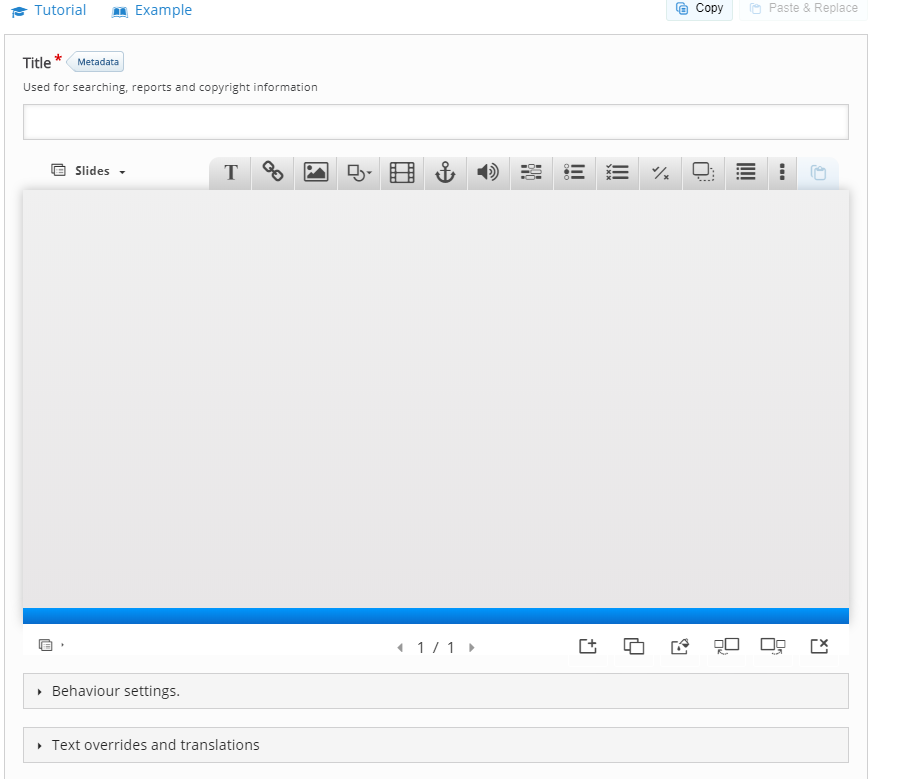 Tutorial Example Copy Paste & Replace
Title * Metadata
Used for searching, reports and copyright information
Slides T
1 / 1
Behaviour settings.
Text overrides and translations